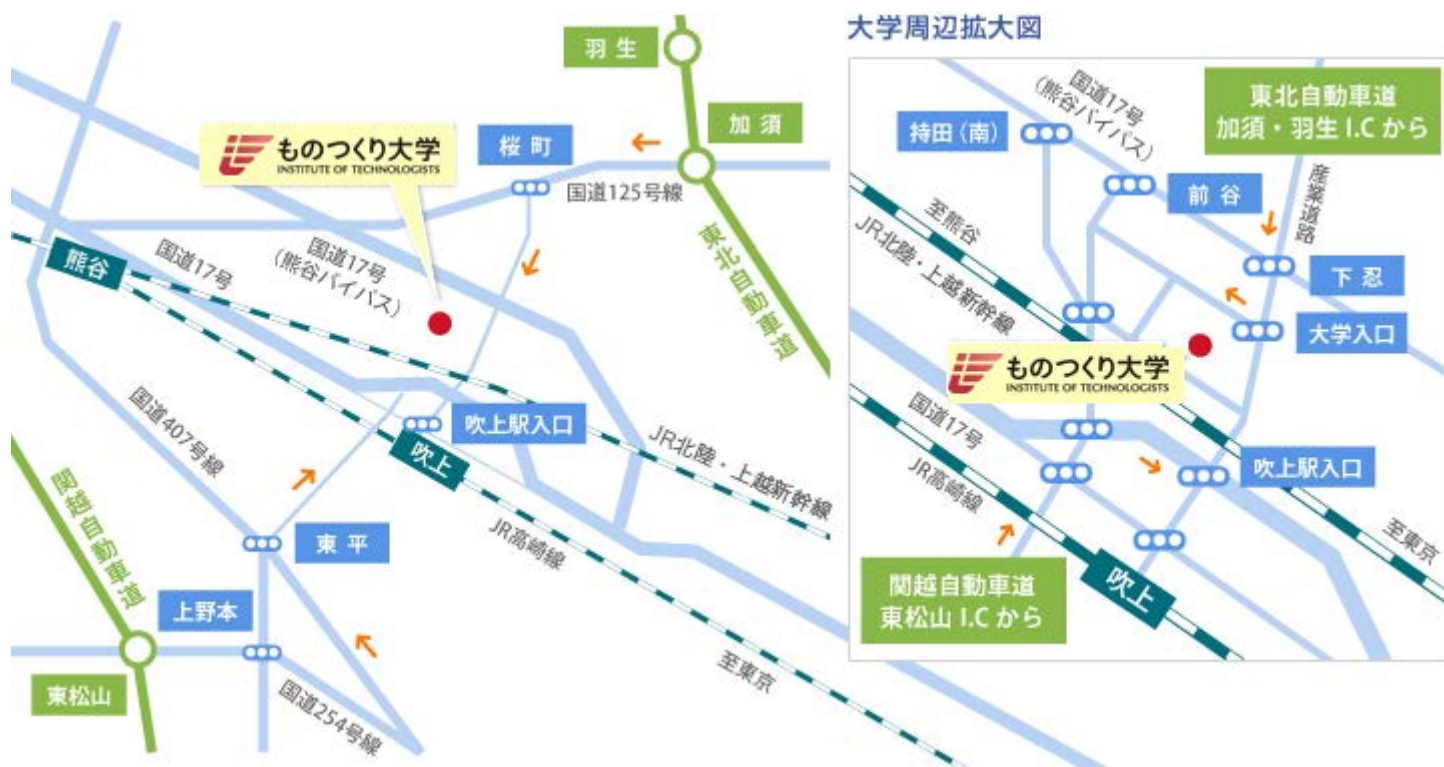 羽生
加須
桜町
ものつくり大学
INSTITUTE OF TECHNOLOGISTS
国道125号線
東北自動車道
熊谷
国道17号
国道17号
(熊谷バイパス)
吹上駅入口
吹上
国道407号線
JR北陸・上越新幹線
JR高崎線
関越自動車道
東平
上野本
東松山
国道254号線
至東京
大学周辺拡大図
国道17号
(熊谷バイパス)
東北自動車道
加須・羽生I.Cから
持田(南)
前谷
産業道路
至熊谷
JR北陸・上越新幹線
下忍
大学入口
ものつくり大学
INSTITUTE OF TECHNOLOGISTS
国道17号
JR高崎線
吹上駅入口
至東京
吹上
関越自動車道
東松山I.Cから